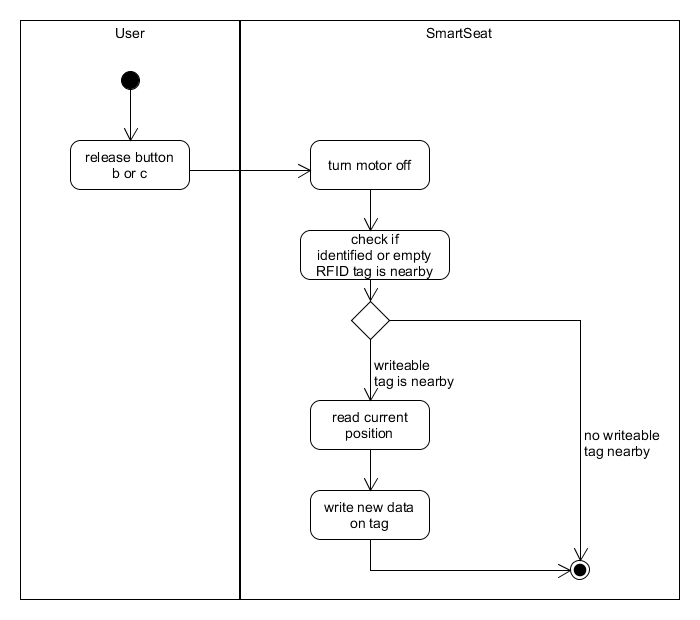 User
SmartSeat
release button
b or c
turn motor off
check if
identified or empty
RFID tag is nearby
writeable
tag is nearby
read current
position
no writeable
tag nearby
write new data
on tag